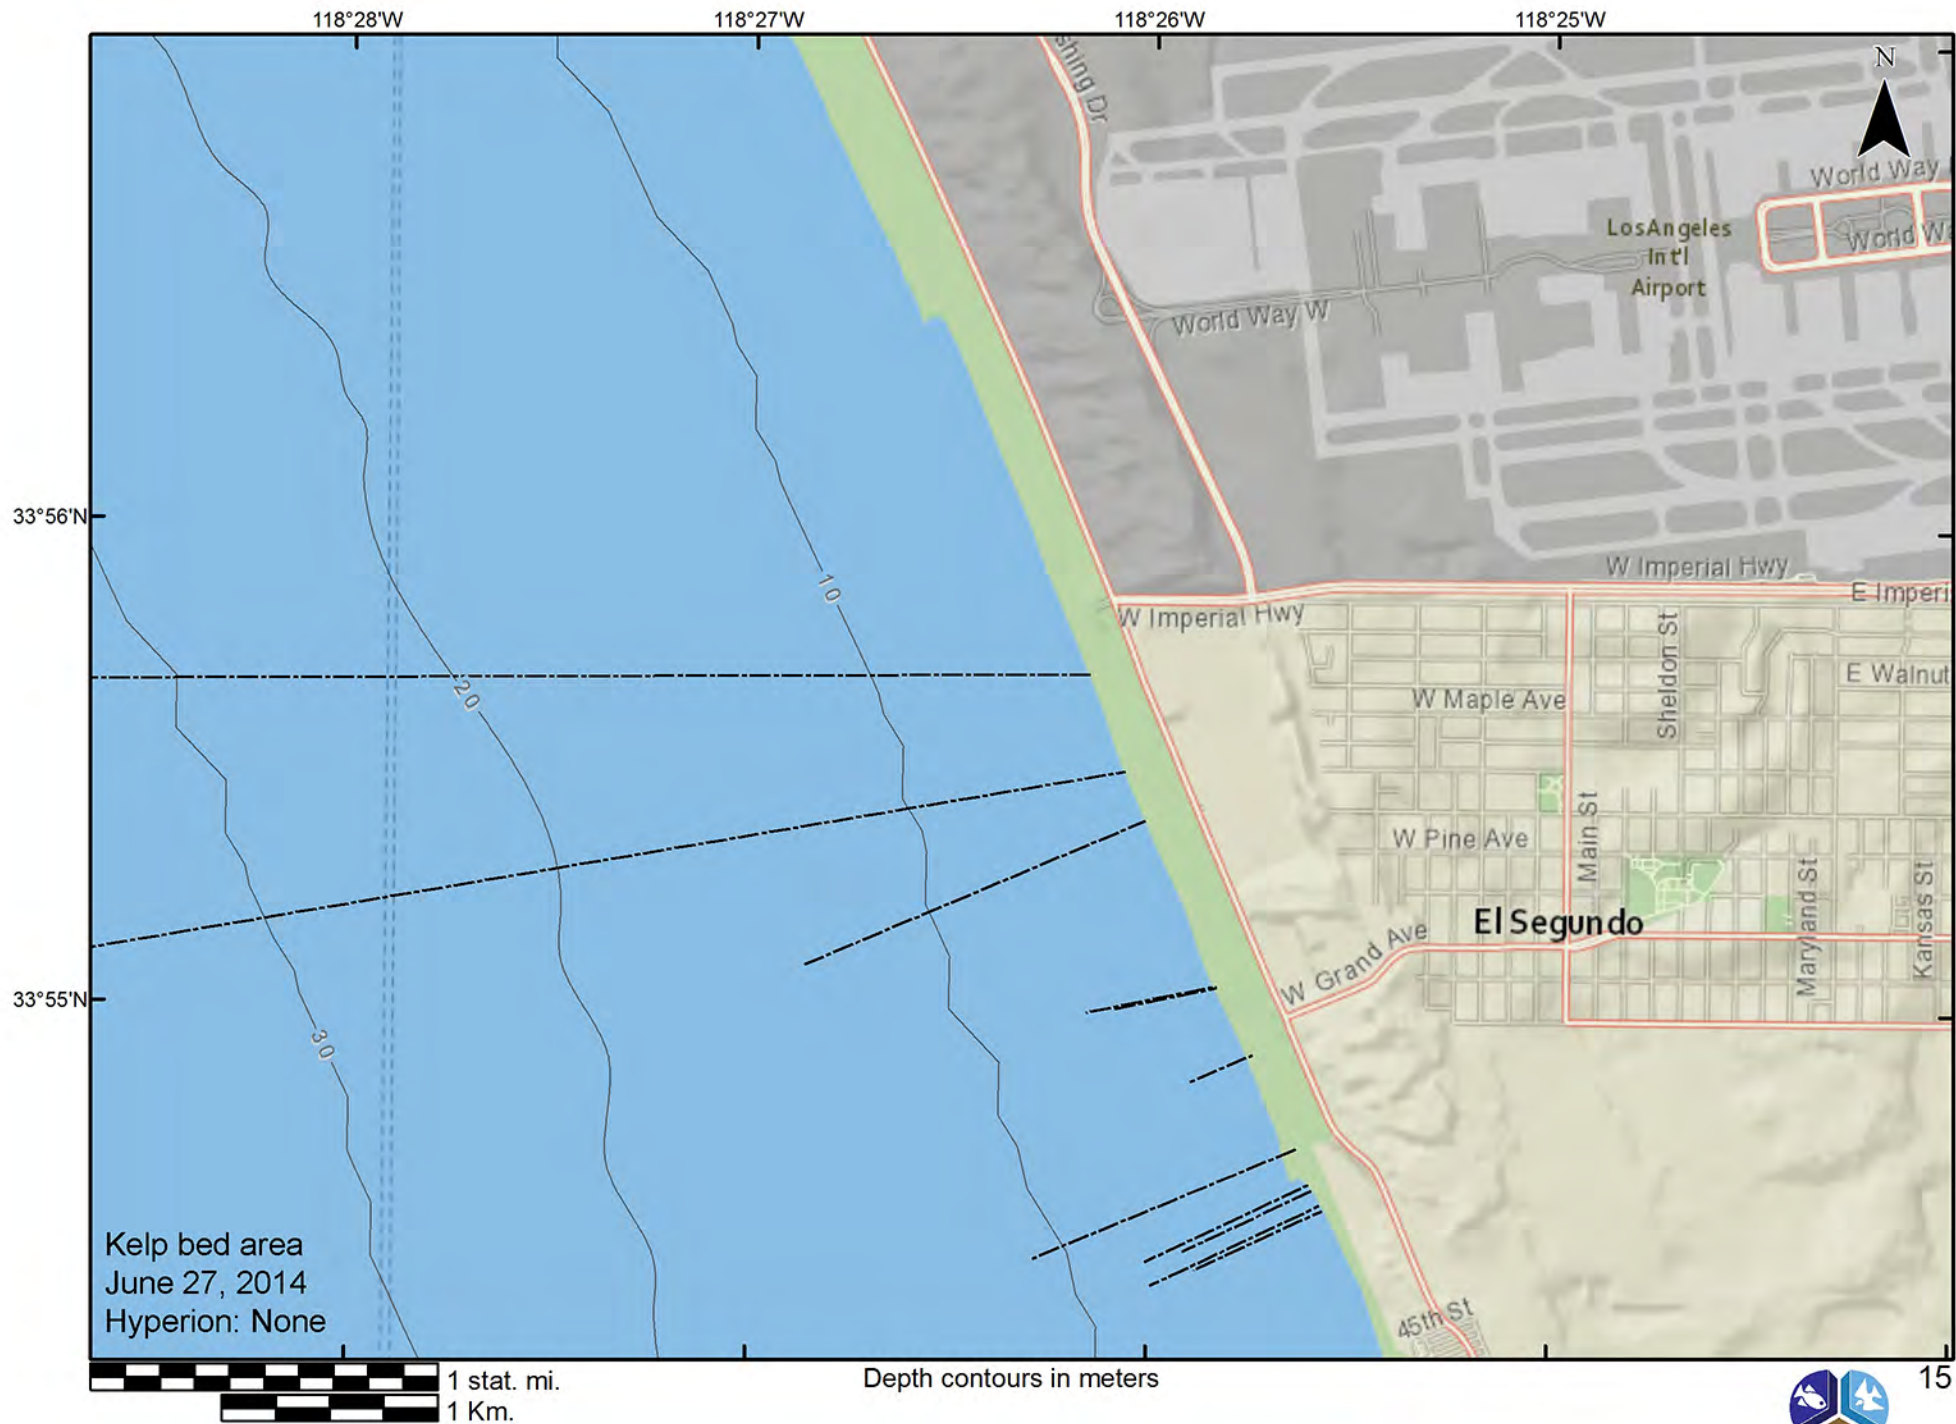 118°28'W
118°27'W
118°26'W
118°25'W
N
shing Dr
World Way
World Wa
Los Angeles
Int'l
Airport
World Way W
33°56'N
10
W Imperial Hwy
E Imperi
W Imperial Hwy
Sheldon St
E Walnut
20
W Maple Ave
Main St
W Pine Ave
Maryland St
Kansas St
El Segundo
W Grand Ave
33°55'N
30
Kelp bed area
June 27, 2014
Hyperion: None
45th St
1 stat. mi.
Depth contours in meters
15
1 Km.